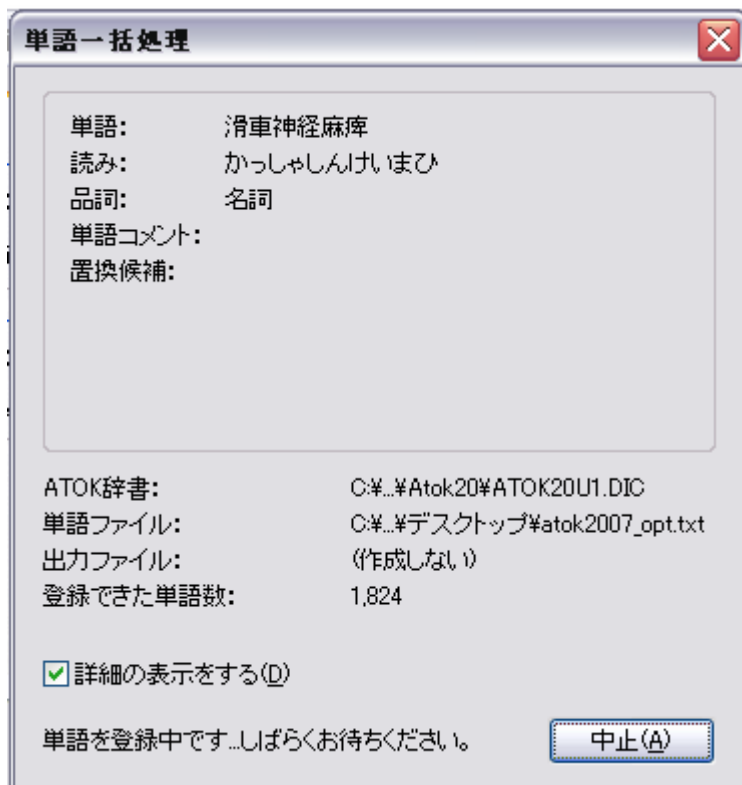 単語一括処理
単語: 滑車神経麻痺
読み: かっしゃしんけいまひ
品詞: 名詞
単語コメント:
置換候補:
ATOK辞書: C:¥...¥Atok20¥ATOK20U1.DIC
単語ファイル: C:¥...¥デスクトップ¥atok2007_opt.txt
出力ファイル: (作成しない)
登録できた単語数: 1,824
詳細の表示をする(D)
単語を登録中です...しばらくお待ちください。 中止(A)